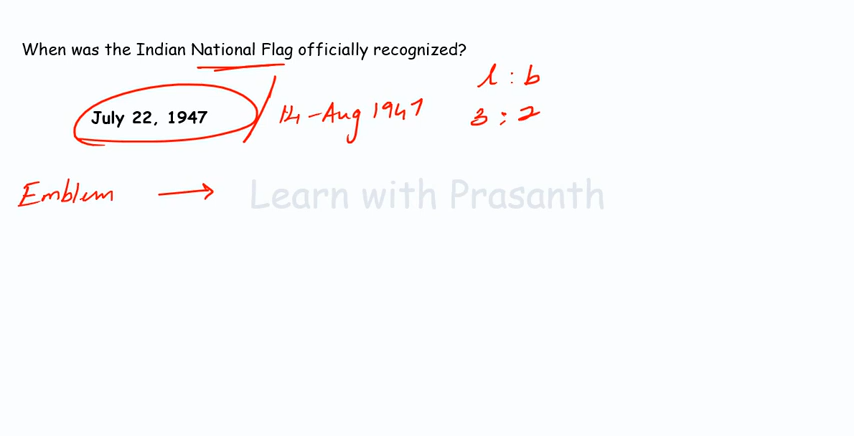 When was the Indian National Flag officially recognized?
l : b
July 22, 1947 / 14 - Aug 1947
3 : 2
Emblem →
Learn with Prasanth